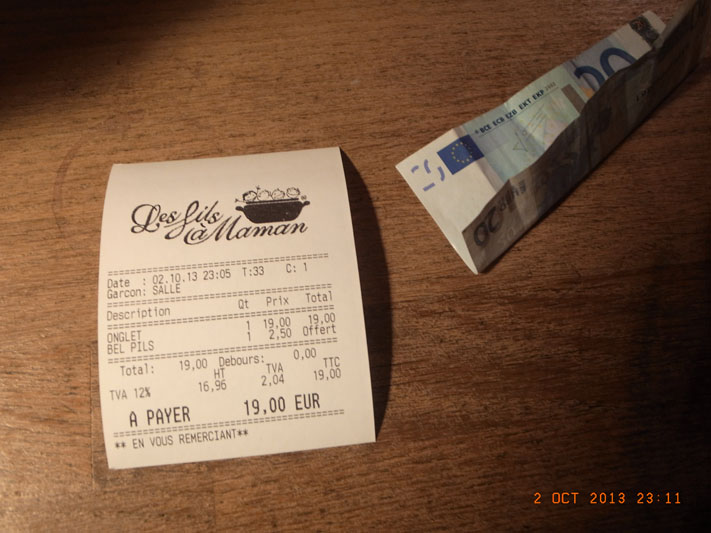 Les fils
à Maman
Date : 02.10.13 23:05 T:33 C: 1
Garcon: SALLE
Description Qt Prix Total
ONGLET 1 19,00 19,00
BEL PILS 1 2,50 Offert
Total: 19,00 Debours: 0,00
HT TVA TTC
TVA 12% 16,96 2,04 19,00
A PAYER 19,00 EUR
** EN VOUS REMERCIANT**
BCE ECB EZB EKT EKP
20
20
2 OCT 2013 23:11